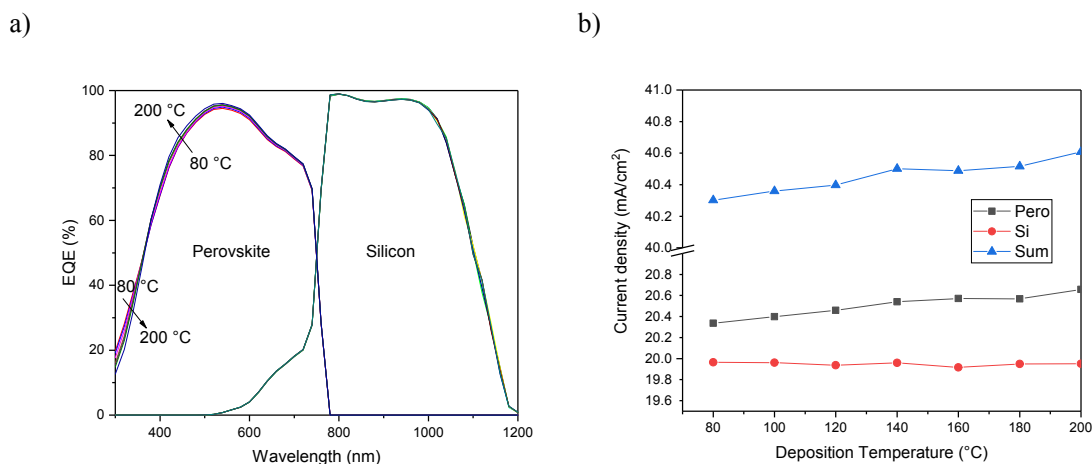 a)
b)
100
80
60
40
20
0
400
600
800
1000
1200
EQE (%)
Wavelength (nm)
200 °C
80 °C
Perovskite
Silicon
80 °C
200 °C
41.0
40.8
40.6
40.4
40.2
40.0
20.8
20.6
20.4
20.2
20.0
19.8
19.6
80
100
120
140
160
180
200
Current density (mA/cm²)
Deposition Temperature (°C)
Pero
Si
Sum